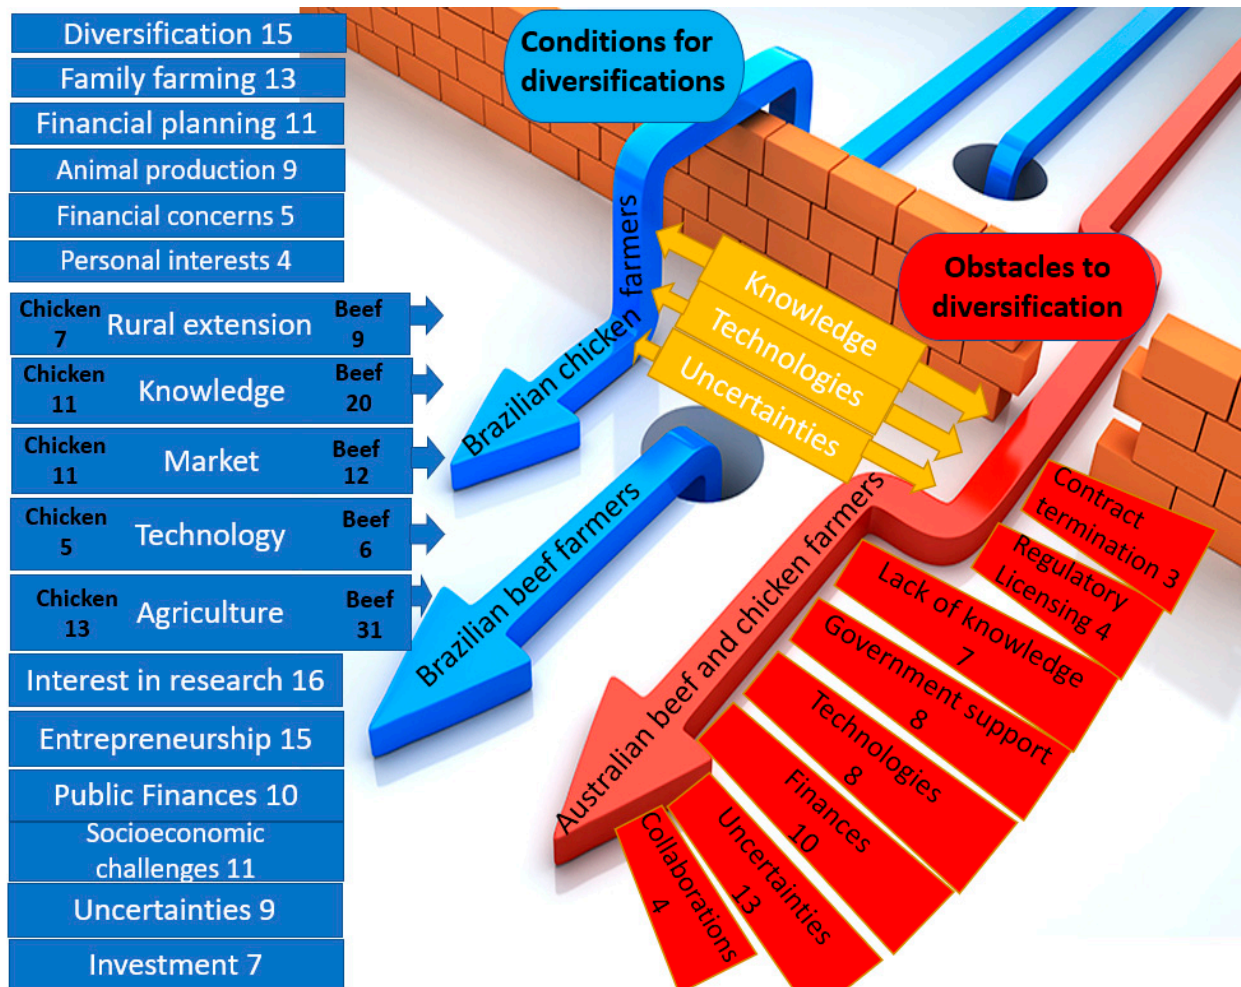 Diversification 15
Family farming 13
Financial planning 11
Animal production 9
Financial concerns 5
Personal interests 4
Chicken
7
Rural extension
Beef
9
Chicken
11
Knowledge
Beef
20
Chicken
11
Market
Beef
12
Chicken
5
Technology
Beef
6
Chicken
13
Agriculture
Beef
31
Interest in research 16
Entrepreneurship 15
Public Finances 10
Socioeconomic
challenges 11
Uncertainties 9
Investment 7
Conditions for
diversifications
Brazilian chicken farmers
Brazilian beef farmers
Knowledge
Technologies
Uncertainties
Obstacles to
diversification
Australian beef and chicken farmers
Contract
termination 3
Regulatory
Licensing 4
Lack of knowledge
7
Government support
8
Technologies
8
Finances
10
Uncertainties
13
Collaborations
4